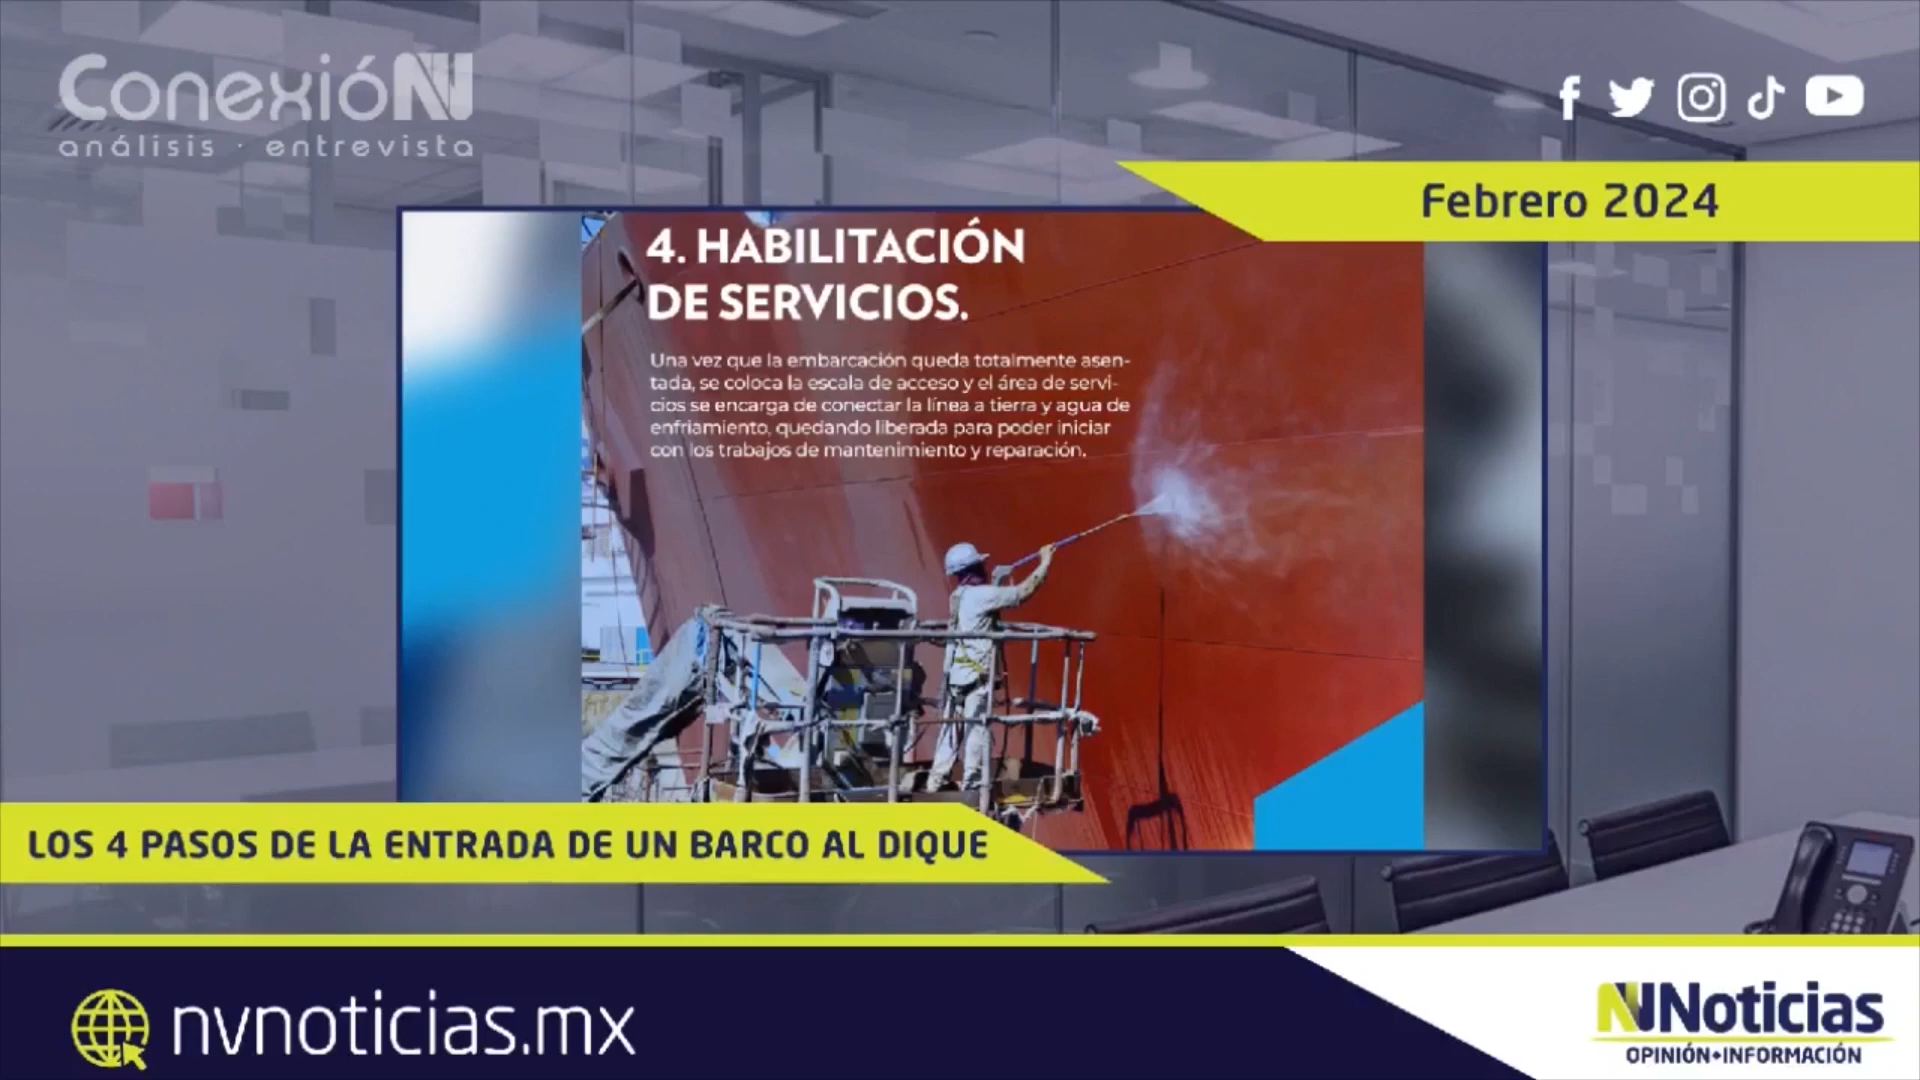 ConexióN
análisis · entrevista
Febrero 2024
4. HABILITACIÓN
DE SERVICIOS.
Una vez que la embarcación queda totalmente asen-
tada, se coloca la escala de acceso y el área de servi-
cios se encarga de conectar la línea a tierra y agua de
enfriamiento, quedando liberada para poder iniciar
con los trabajos de mantenimiento y reparación.
LOS 4 PASOS DE LA ENTRADA DE UN BARCO AL DIQUE
nvnoticias.mx
NVNoticias
OPINIÓN+INFORMACIÓN